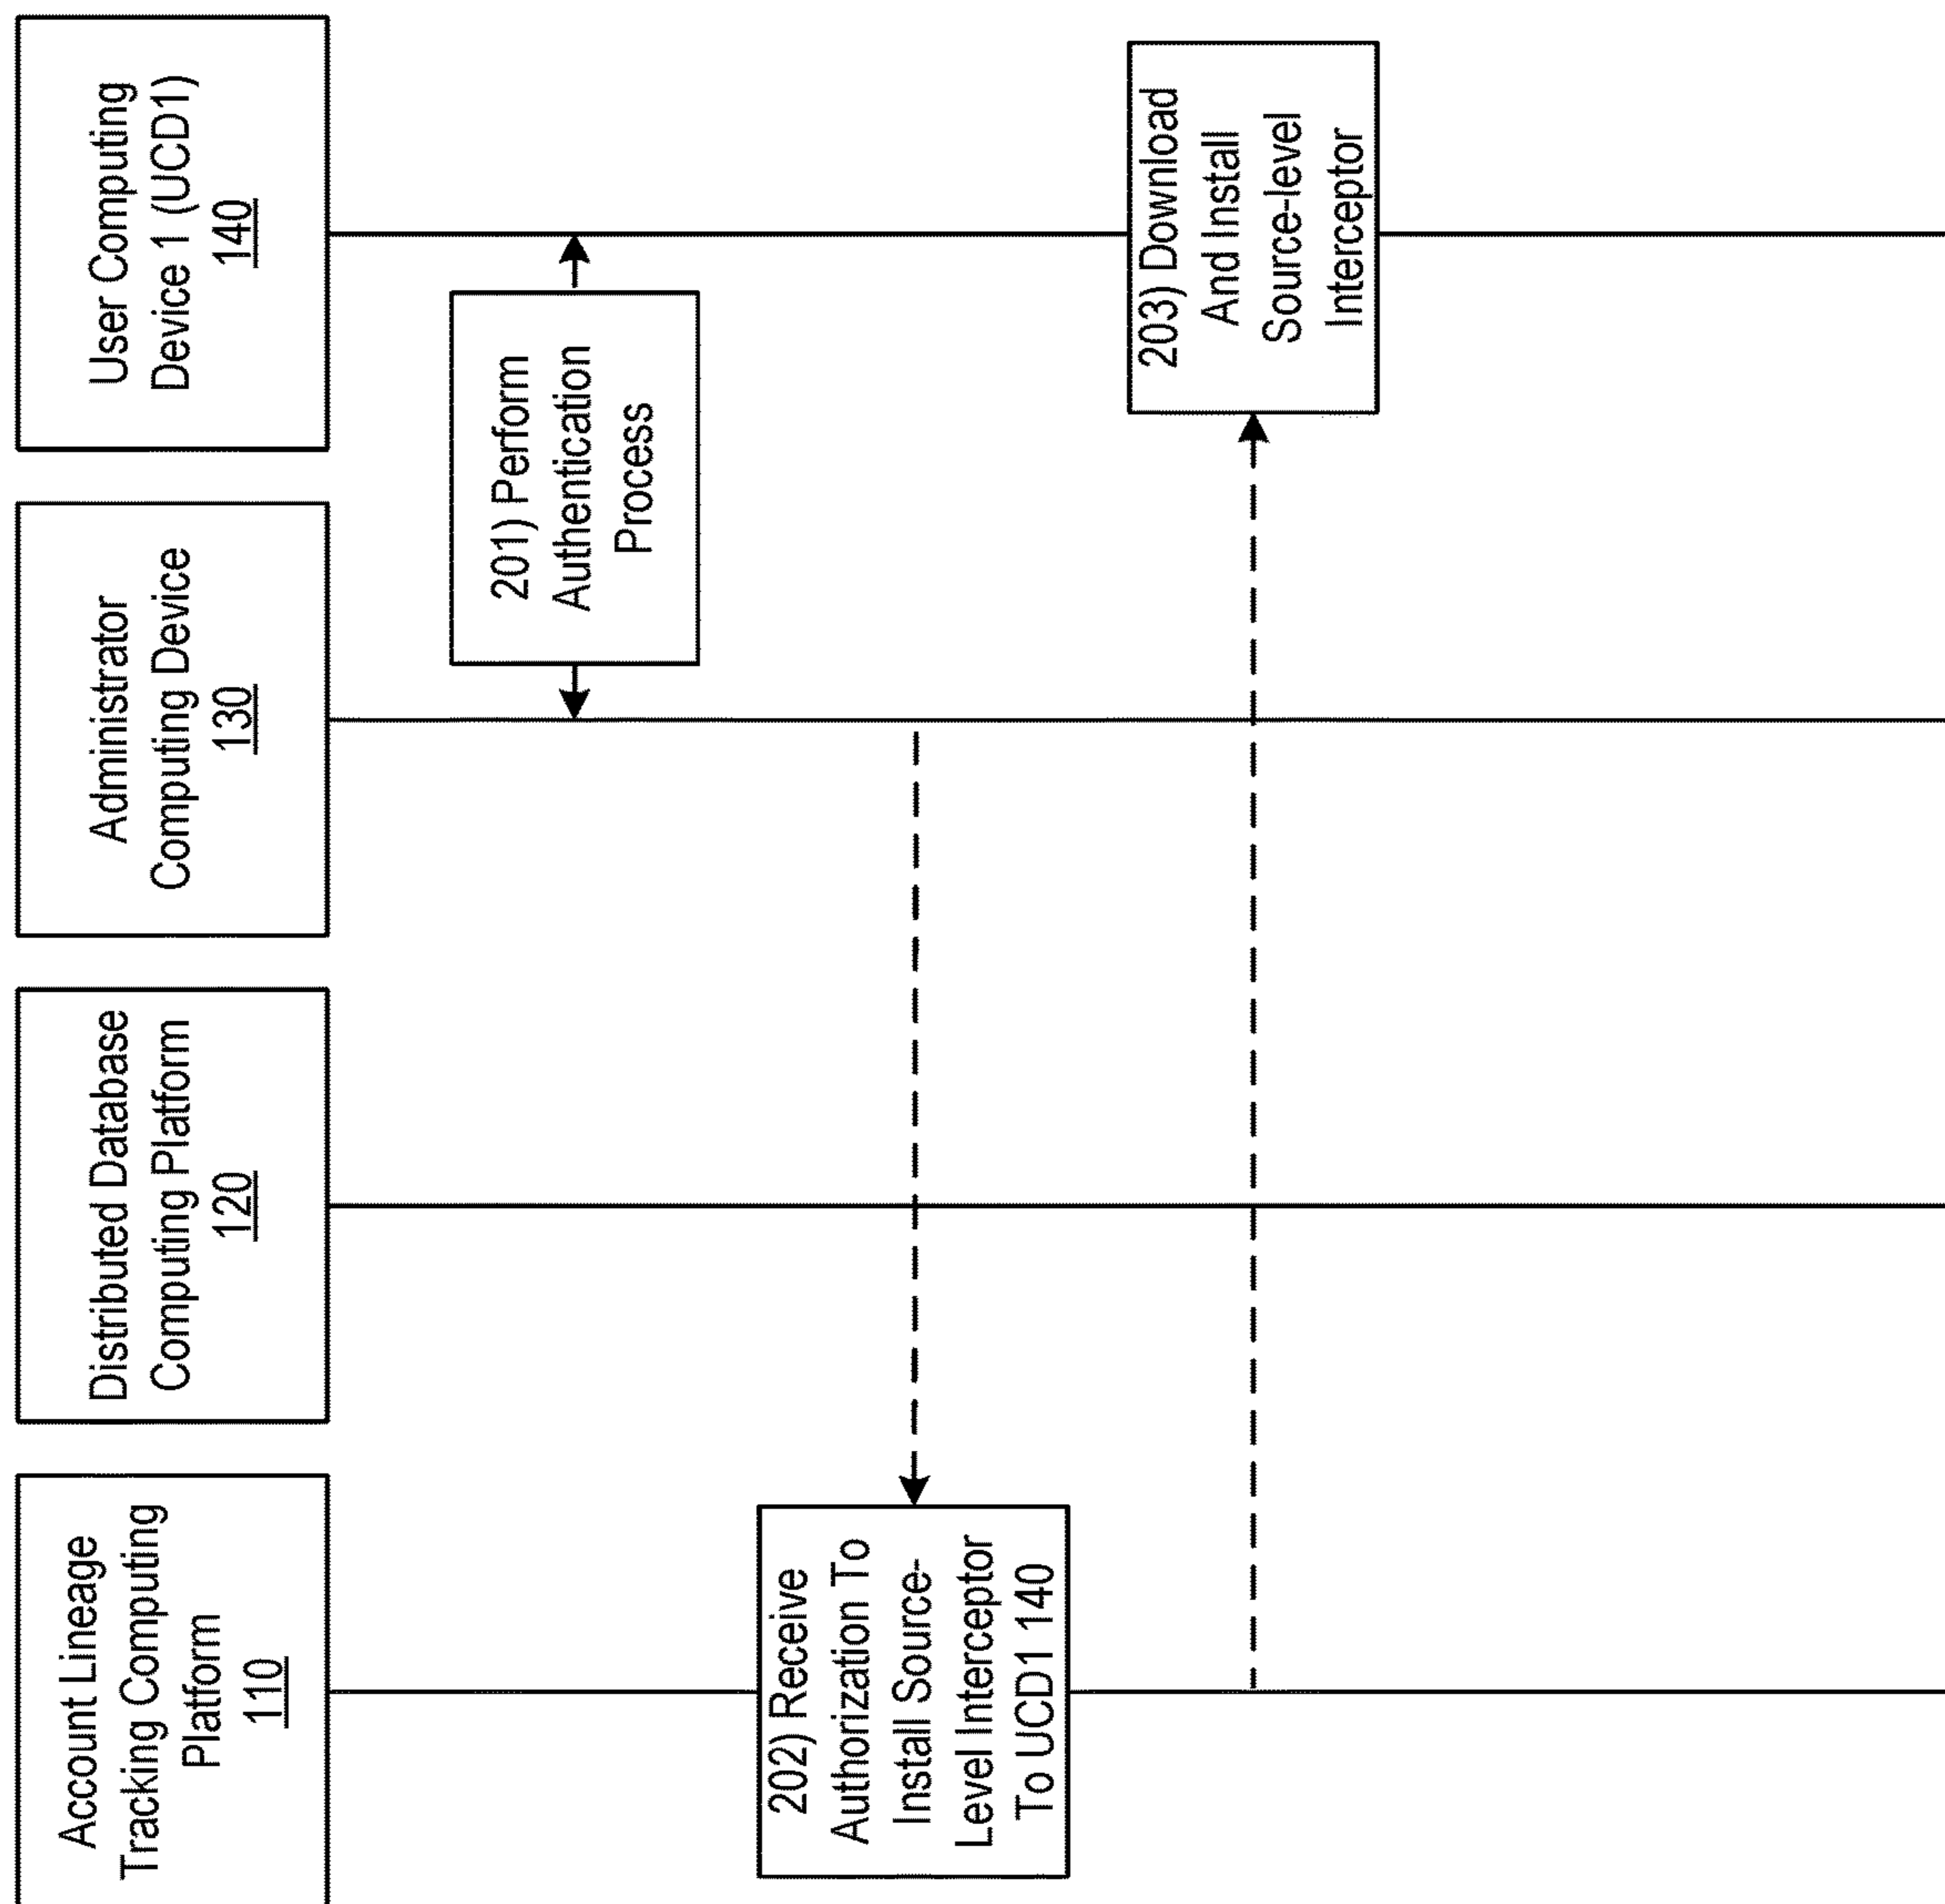 Account Lineage
Tracking Computing
Platform
110
Distributed Database
Computing Platform
120
Administrator
Computing Device
130
User Computing
Device 1 (UCD1)
140
201) Perform
Authentication
Process
202) Receive
Authorization To
Install Source-
Level Interceptor
To UCD1 140
203) Download
And Install
Source-level
Interceptor